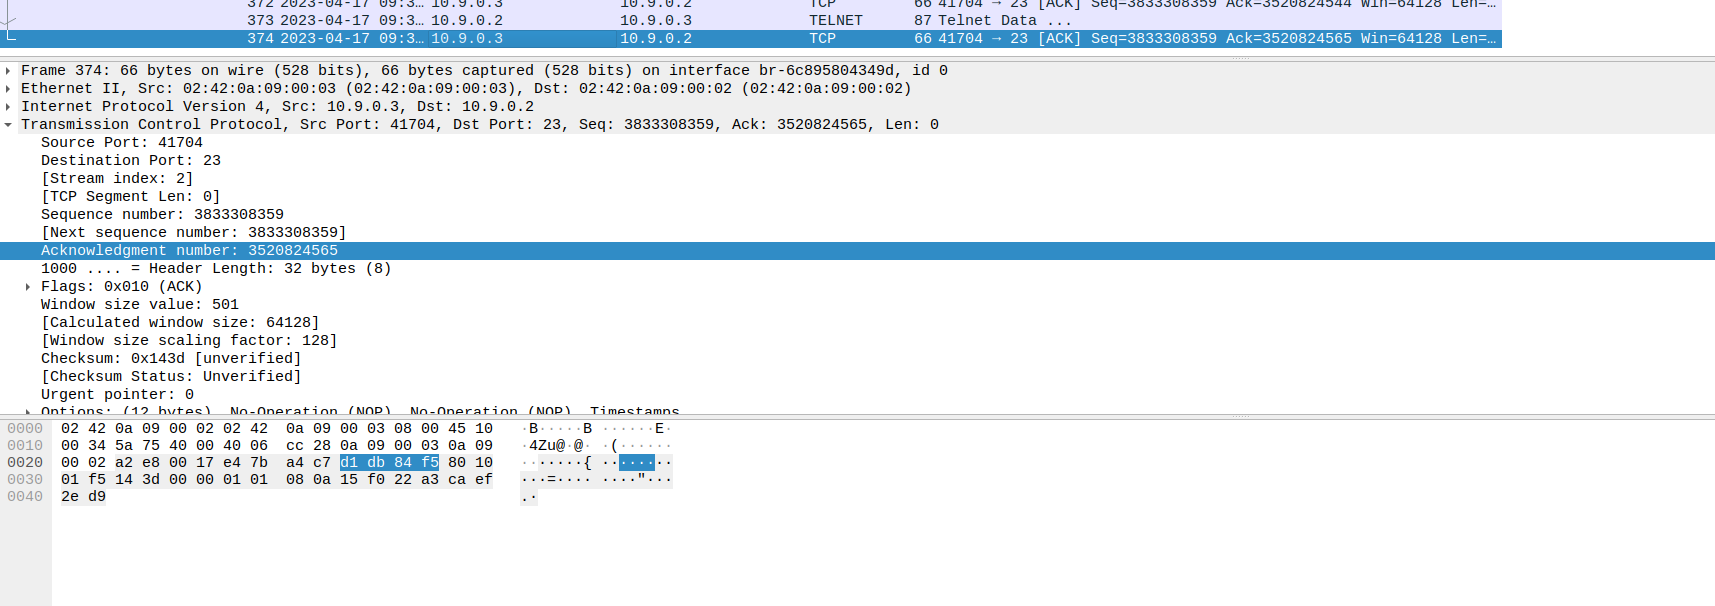 372 2023-04-17 09:3… 10.9.0.3 10.9.0.2 TCP 66 41704 → 23 [ACK] Seq=3833308359 Ack=3520824544 Win=64128 Len=…
373 2023-04-17 09:3… 10.9.0.2 10.9.0.3 TELNET 87 Telnet Data ...
374 2023-04-17 09:3… 10.9.0.3 10.9.0.2 TCP 66 41704 → 23 [ACK] Seq=3833308359 Ack=3520824565 Win=64128 Len=…
Frame 374: 66 bytes on wire (528 bits), 66 bytes captured (528 bits) on interface br-6c895804349d, id 0
Ethernet II, Src: 02:42:0a:09:00:03 (02:42:0a:09:00:03), Dst: 02:42:0a:09:00:02 (02:42:0a:09:00:02)
Internet Protocol Version 4, Src: 10.9.0.3, Dst: 10.9.0.2
Transmission Control Protocol, Src Port: 41704, Dst Port: 23, Seq: 3833308359, Ack: 3520824565, Len: 0
Source Port: 41704
Destination Port: 23
[Stream index: 2]
[TCP Segment Len: 0]
Sequence number: 3833308359
[Next sequence number: 3833308359]
Acknowledgment number: 3520824565
1000 .... = Header Length: 32 bytes (8)
Flags: 0x010 (ACK)
Window size value: 501
[Calculated window size: 64128]
[Window size scaling factor: 128]
Checksum: 0x143d [unverified]
[Checksum Status: Unverified]
Urgent pointer: 0
Options: (12 bytes), No-Operation (NOP), No-Operation (NOP), Timestamps
0000 02 42 0a 09 00 02 02 42 0a 09 00 03 08 00 45 10 ·B·····B ······E·
0010 00 34 5a 75 40 00 40 06 cc 28 0a 09 00 03 0a 09 ·4Zu@·@· ·(······
0020 00 02 a2 e8 00 17 e4 7b a4 c7 d1 db 84 f5 80 10 ·······{ ········
0030 01 f5 14 3d 00 00 01 01 08 0a 15 f0 22 a3 ca ef ···=···· ····"···
0040 2e d9 .·